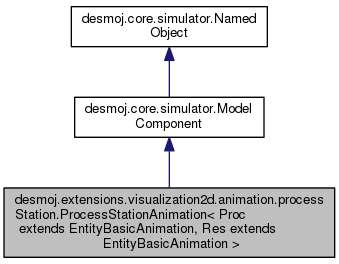 desmoj.core.simulator.Named
Object
desmoj.core.simulator.Model
Component
desmoj.extensions.visualization2d.animation.process
Station.ProcessStationAnimation< Proc
extends EntityBasicAnimation, Res extends
EntityBasicAnimation >